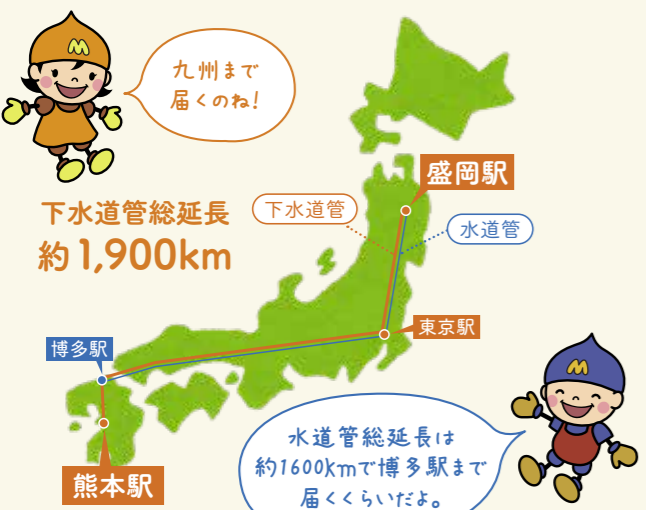 M
九州まで
届くのね!
盛岡駅
下水道管総延長
約1,900km
下水道管
水道管
東京駅
博多駅
熊本駅
M
水道管総延長は
約1600kmで博多駅まで
届くくらいだよ。